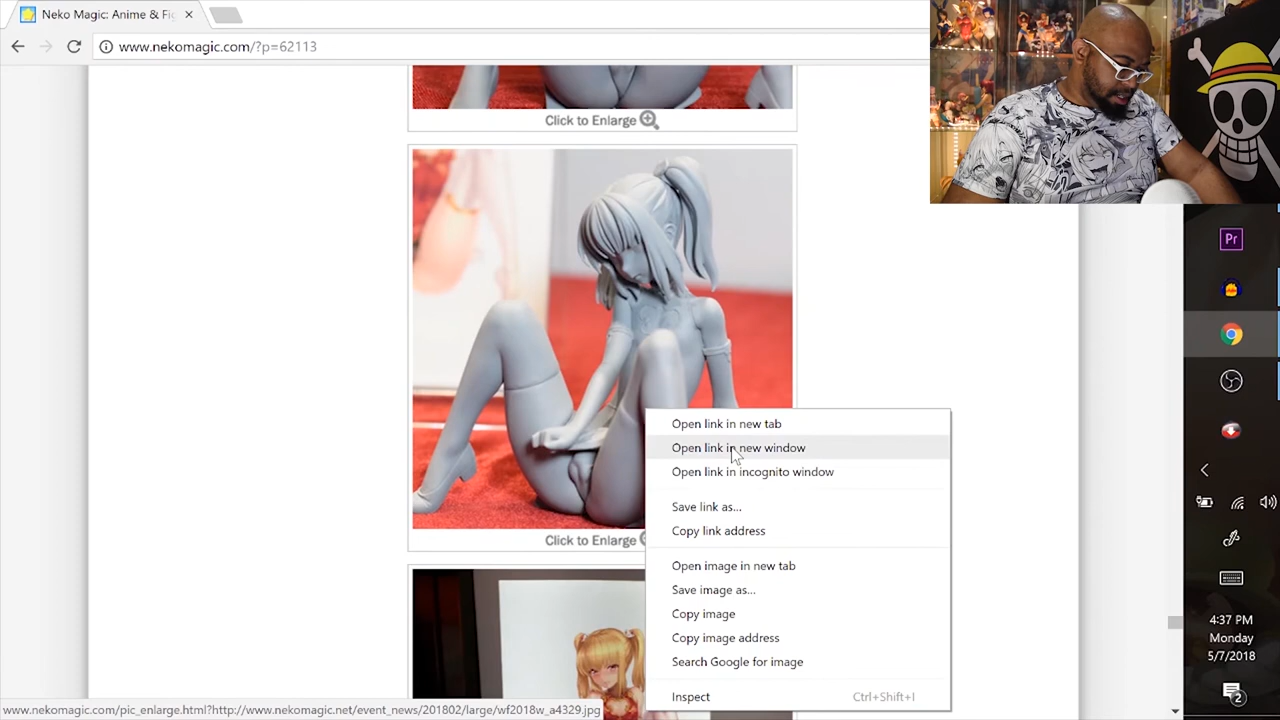 Neko Magic: Anime & Fig
www.nekomagic.com/?p=62113
Click to Enlarge
Click to Enlarge
Open link in new tab
Open link in new window
Open link in incognito window
Save link as...
Copy link address
Open image in new tab
Save image as...
Copy image
Copy image address
Search Google for image
Inspect Ctrl+Shift+I
www.nekomagic.com/pic_enlarge.html?http://www.nekomagic.net/event_news/201802/large/wf2018w_a4329.jpg
Pr
4:37 PM
Monday
5/7/2018
2